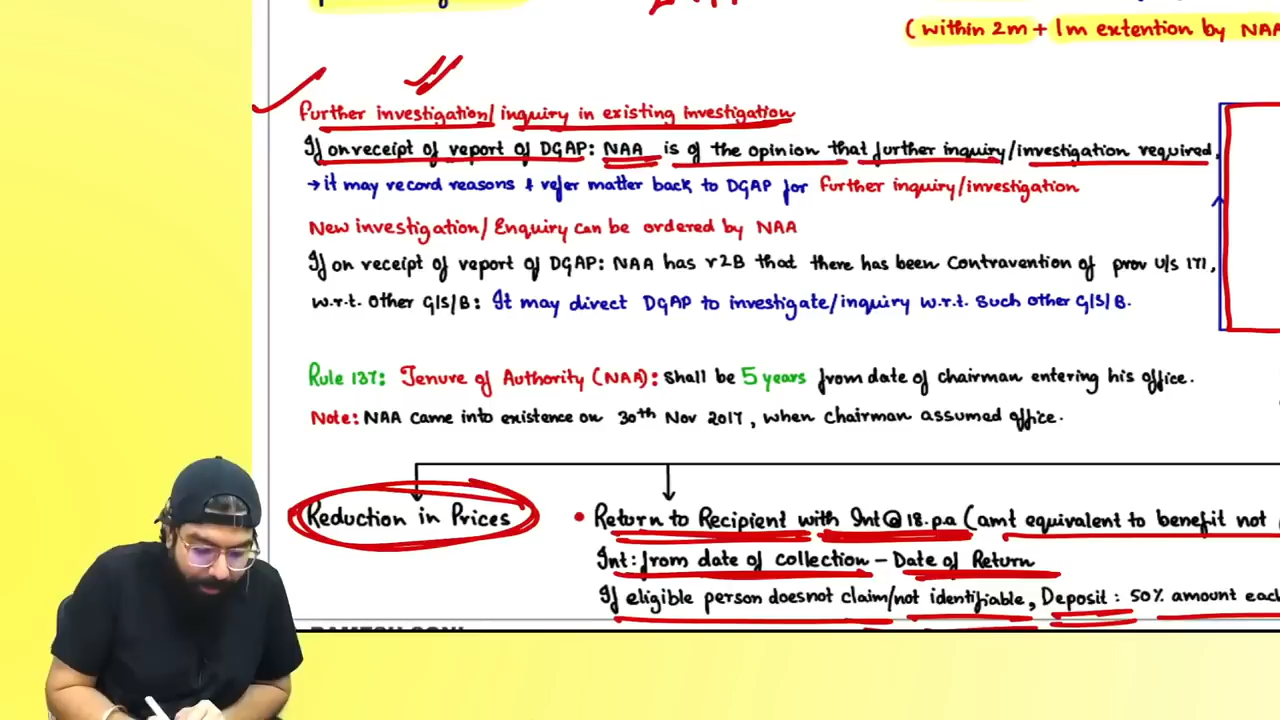 (within 2m + 1m extention by NAA
Further investigation/ inquiry in existing investigation
If on receipt of report of DGAP: NAA is of the opinion that further inquiry/investigation required,
→ it may record reasons & refer matter back to DGAP for further inquiry/investigation
New investigation/ Enquiry can be ordered by NAA
If on receipt of report of DGAP: NAA has r2B that there has been Contravention of prov u/s 171,
w.r.t. Other G/S/B: It may direct DGAP to investigate/inquiry w.r.t. Such other G/S/B.
Rule 137: Tenure of Authority (NAA): Shall be 5 years from date of chairman entering his office.
Note: NAA came into existence on 30th Nov 2017, when chairman assumed office.
Reduction in Prices
• Return to Recipient with Int@18.p.a (amt equivalent to benefit not
Int: from date of collection – Date of Return
If eligible person doesnot claim/not identifiable, Deposit: 50% amount each